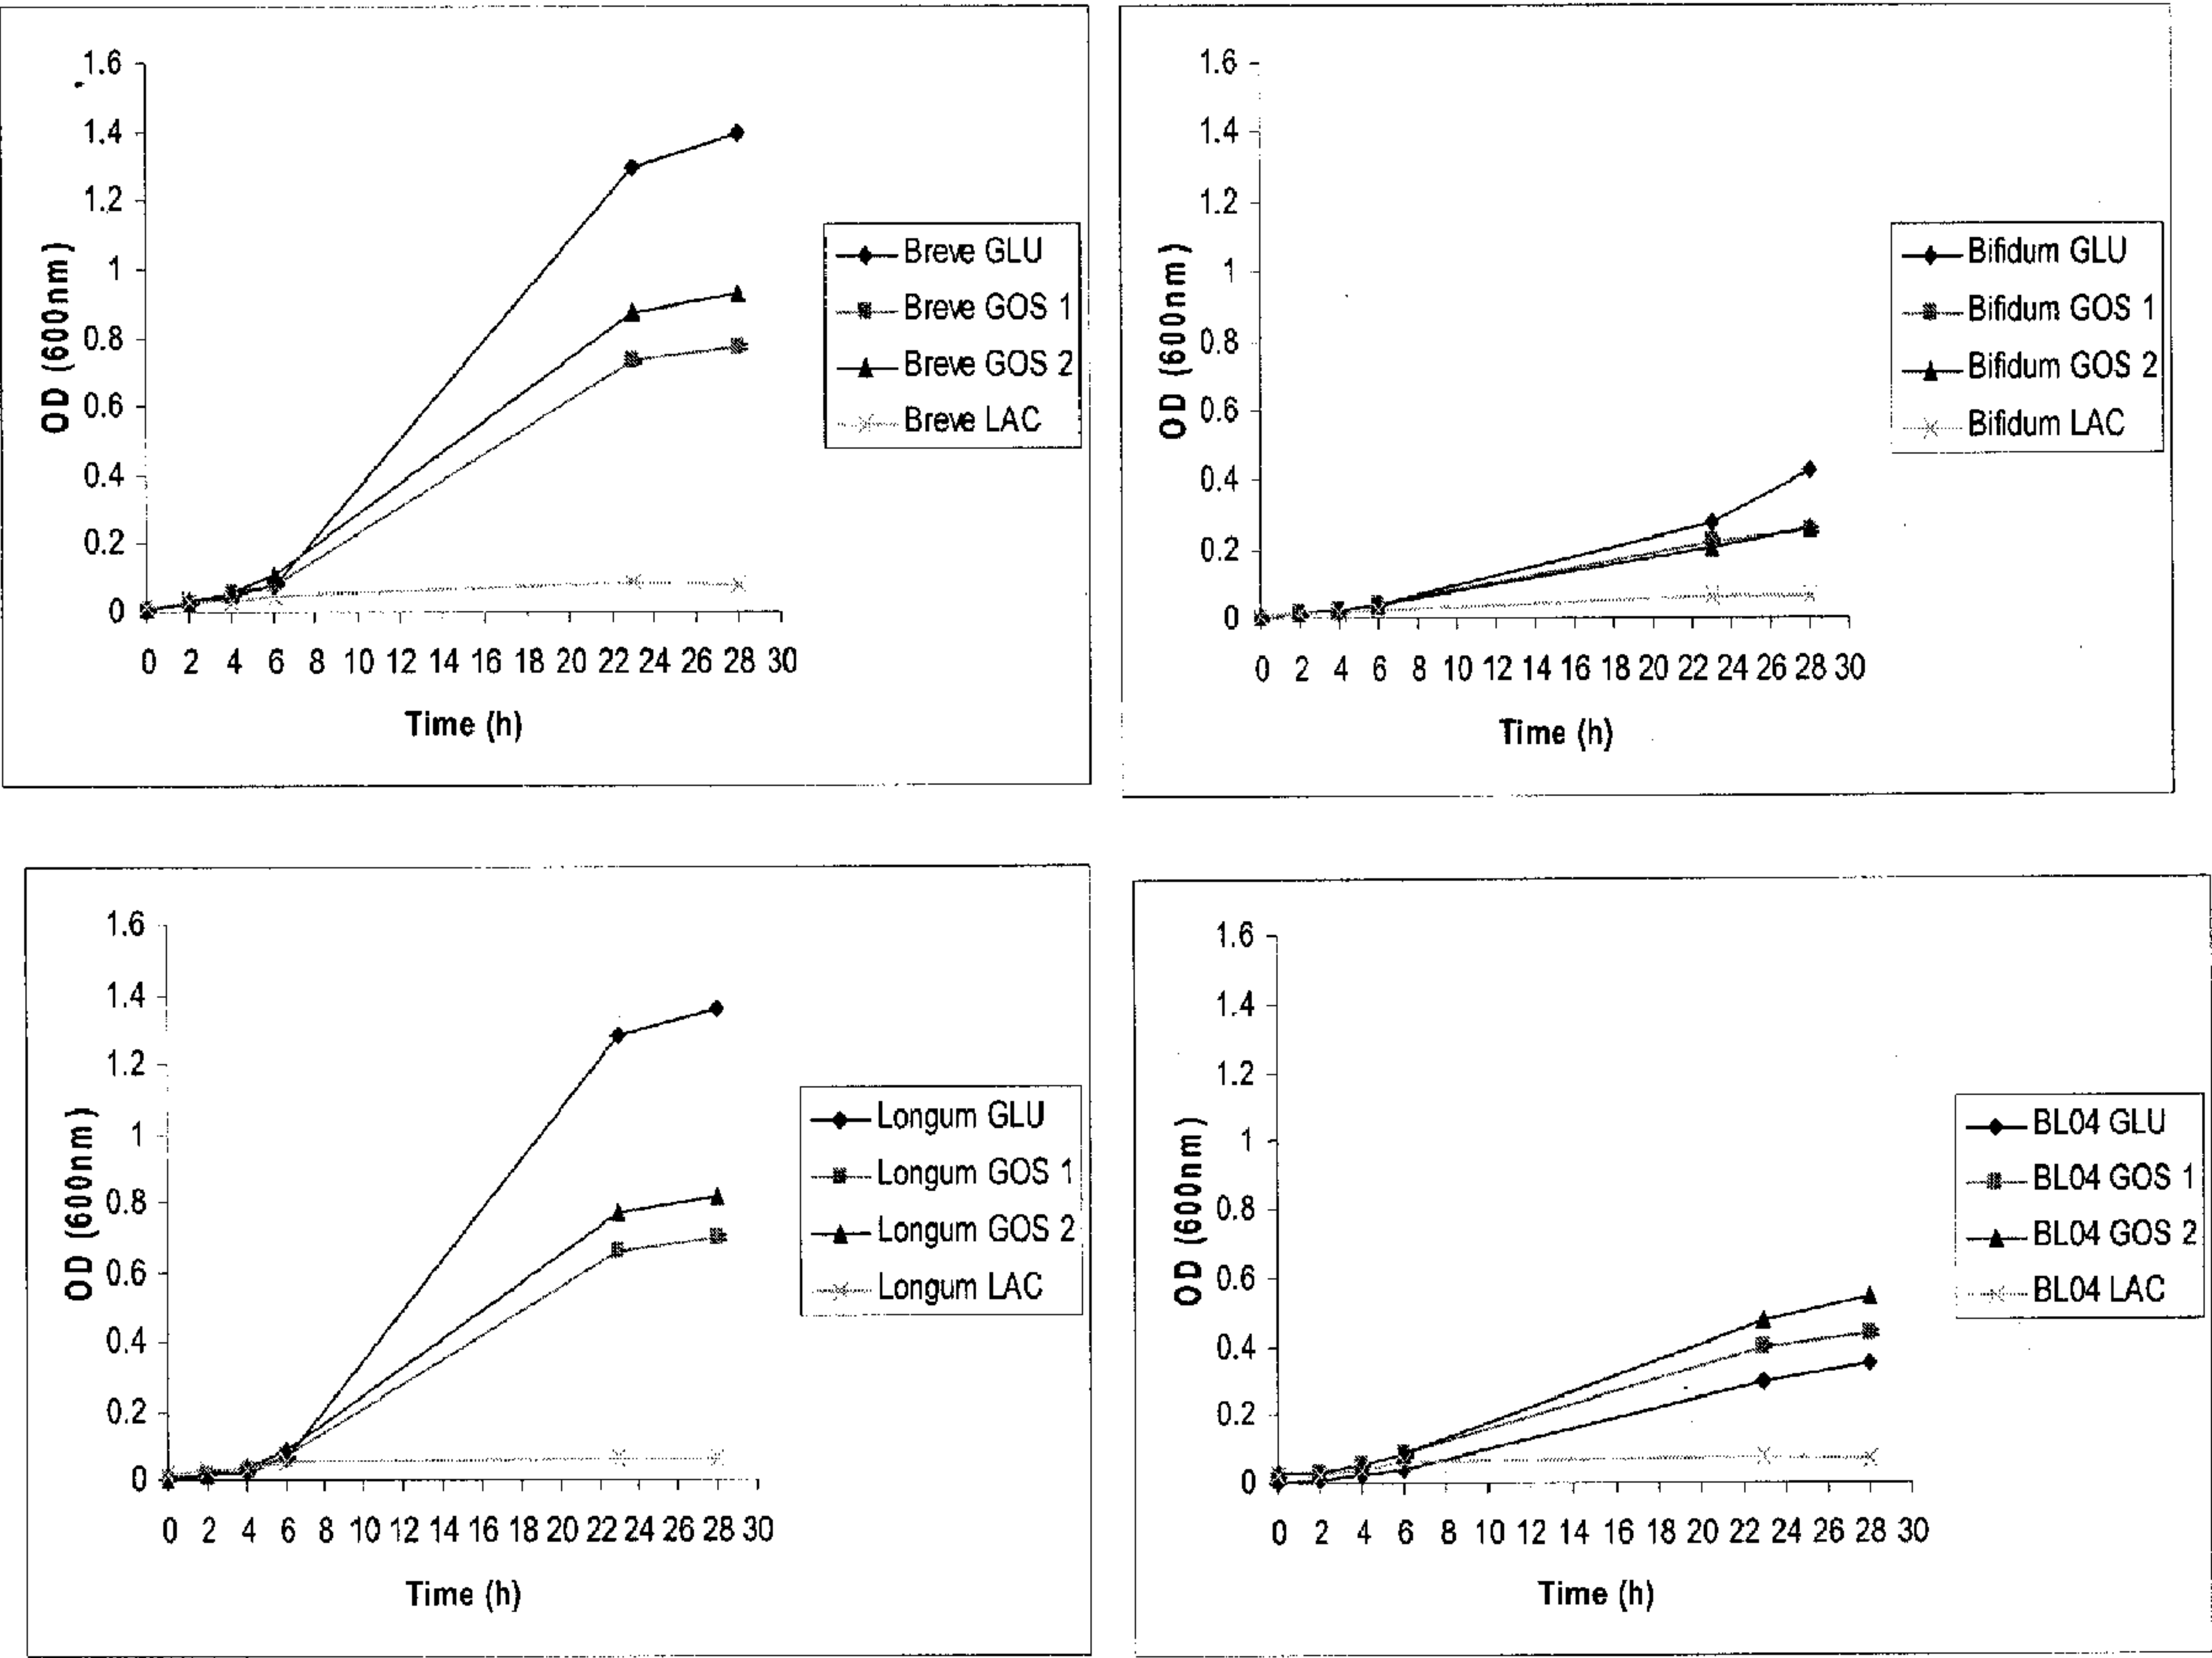 1.6
1.4
1.2
1
0.8
0.6
0.4
0.2
0
OD (600nm)
0 2 4 6 8 10 12 14 16 18 20 22 24 26 28 30
Time (h)
Breve GLU
Breve GOS 1
Breve GOS 2
Breve LAC
1.6
1.4
1.2
1
0.8
0.6
0.4
0.2
0
OD (600nm)
0 2 4 6 8 10 12 14 16 18 20 22 24 26 28 30
Time (h)
Bifidum GLU
Bifidum GOS 1
Bifidum GOS 2
Bifidum LAC
1.6
1.4
1.2
1
0.8
0.6
0.4
0.2
0
OD (600nm)
0 2 4 6 8 10 12 14 16 18 20 22 24 26 28 30
Time (h)
Longum GLU
Longum GOS 1
Longum GOS 2
Longum LAC
1.6
1.4
1.2
1
0.8
0.6
0.4
0.2
0
OD (600nm)
0 2 4 6 8 10 12 14 16 18 20 22 24 26 28 30
Time (h)
BL04 GLU
BL04 GOS 1
BL04 GOS 2
BL04 LAC